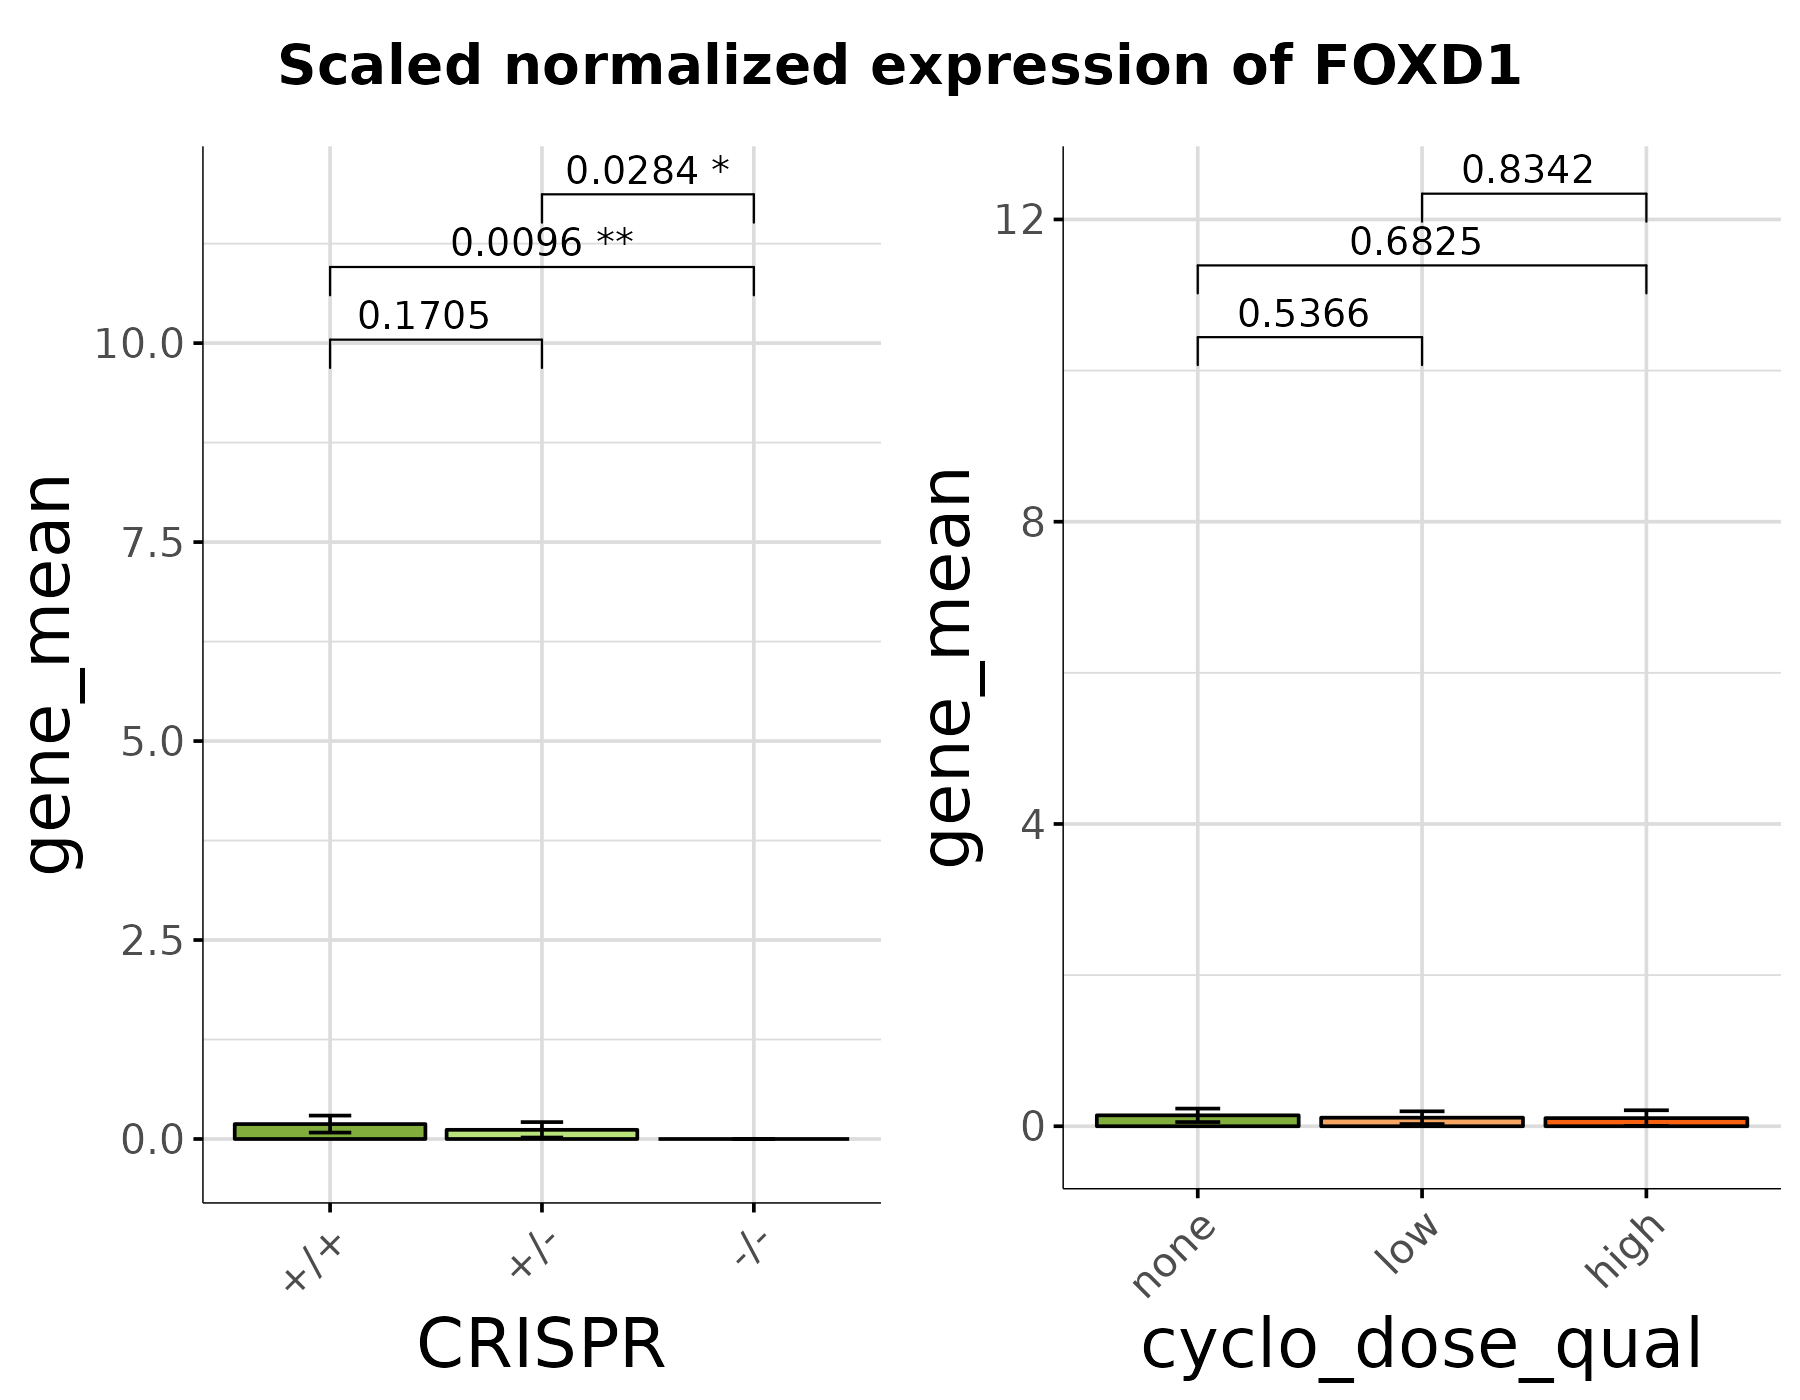 Scaled normalized expression of FOXD1
gene_mean
10.0
7.5
5.0
2.5
0.0
0.0284 *
0.0096 **
0.1705
+/+
+/-
-/-
CRISPR
gene_mean
12
8
4
0
0.8342
0.6825
0.5366
none
low
high
cyclo_dose_qual